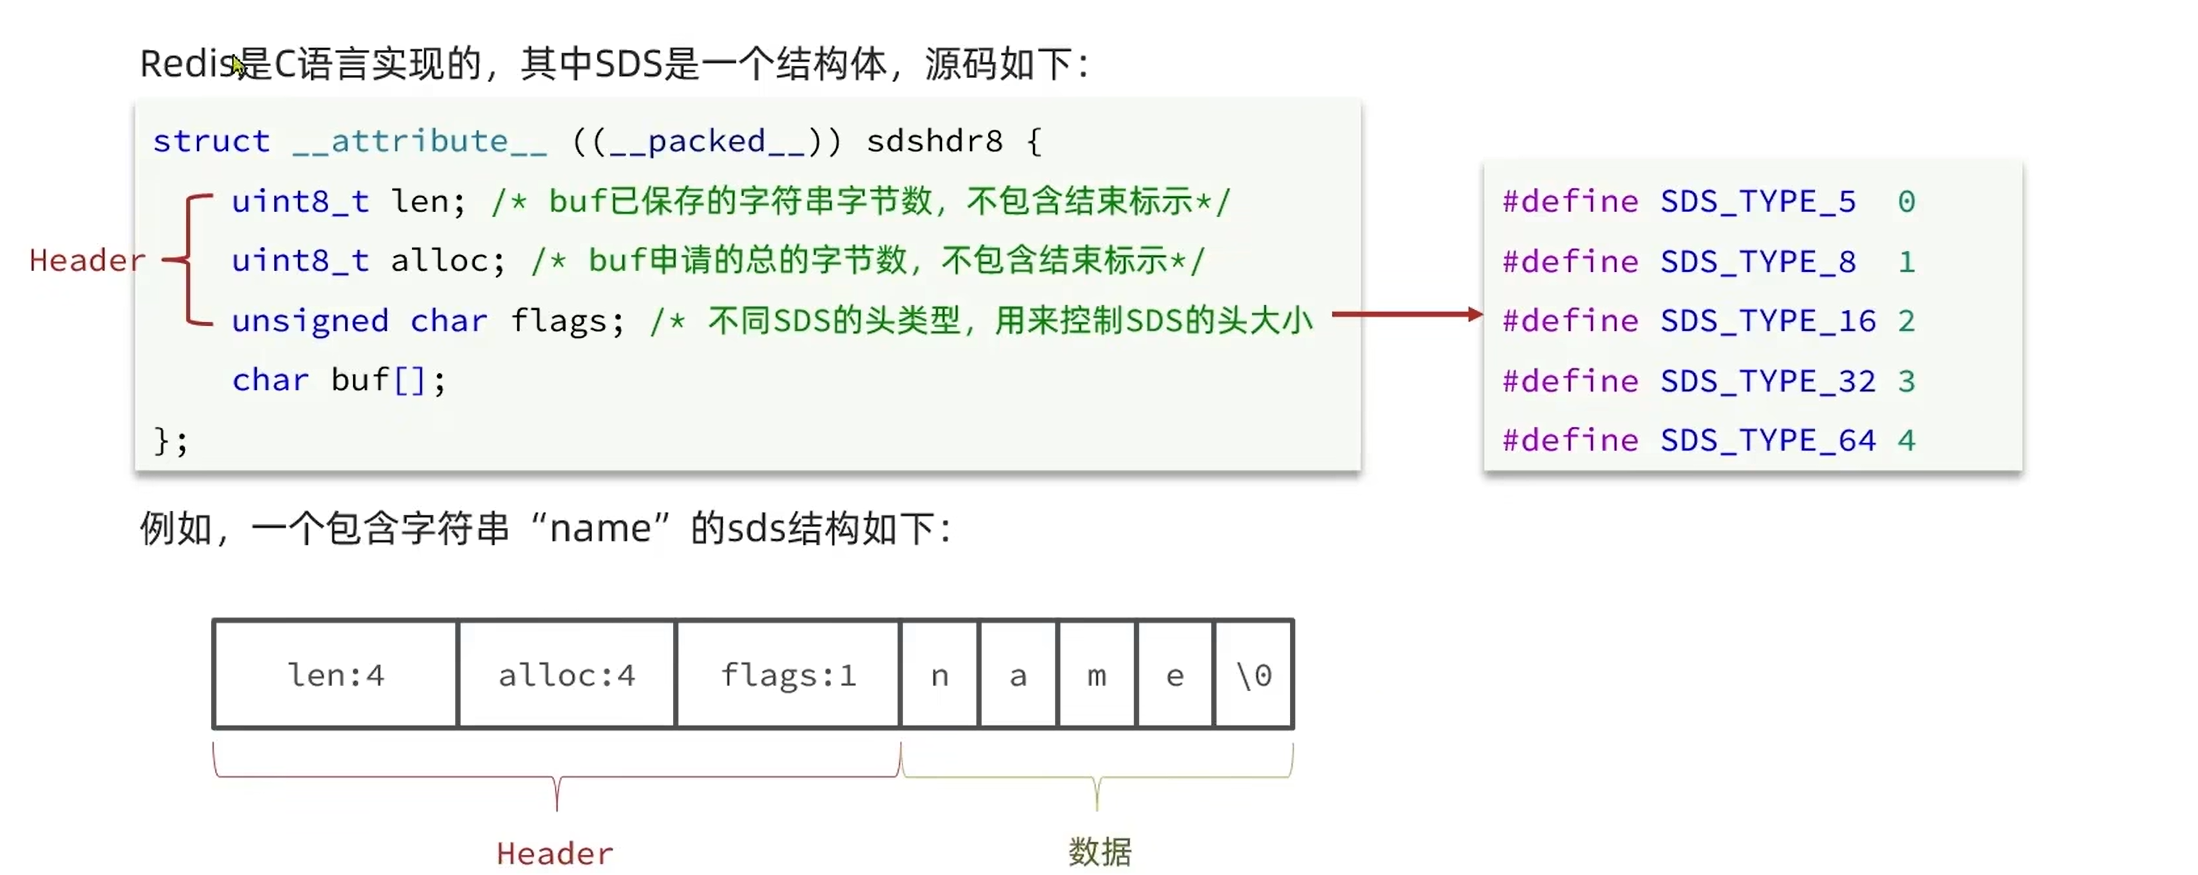 Redis是C语言实现的，其中SDS是一个结构体，源码如下：
struct __attribute__ ((__packed__)) sdshdr8 {
uint8_t len; /* buf已保存的字符串字节数，不包含结束标示*/
uint8_t alloc; /* buf申请的总的字节数，不包含结束标示*/
unsigned char flags; /* 不同SDS的头类型，用来控制SDS的头大小
char buf[];
};
Header
#define SDS_TYPE_5 0
#define SDS_TYPE_8 1
#define SDS_TYPE_16 2
#define SDS_TYPE_32 3
#define SDS_TYPE_64 4
例如，一个包含字符串“name”的sds结构如下：
len:4 alloc:4 flags:1 n a m e \0
Header 数据